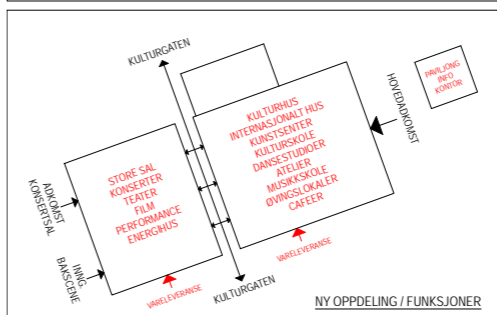 KULTURGATEN
PAVILJONG
INFO
KONTOR
HOVEDADKOMST
KULTURHUS
INTERNASJONALT HUS
KUNSTSENTER
KULTURSKOLE
DANSESTUDIOER
ATELIER
MUSIKKSKOLE
ØVINGSLOKALER
CAFEER
STORE SAL
KONSERTER
TEATER
FILM
PERFORMANCE
ENERGIHUS
ADKOMST
KONSERTSAL
INNG.
BAKSCENE
VARELEVERANSE
VARELEVERANSE
KULTURGATEN
NY OPPDELING / FUNKSJONER